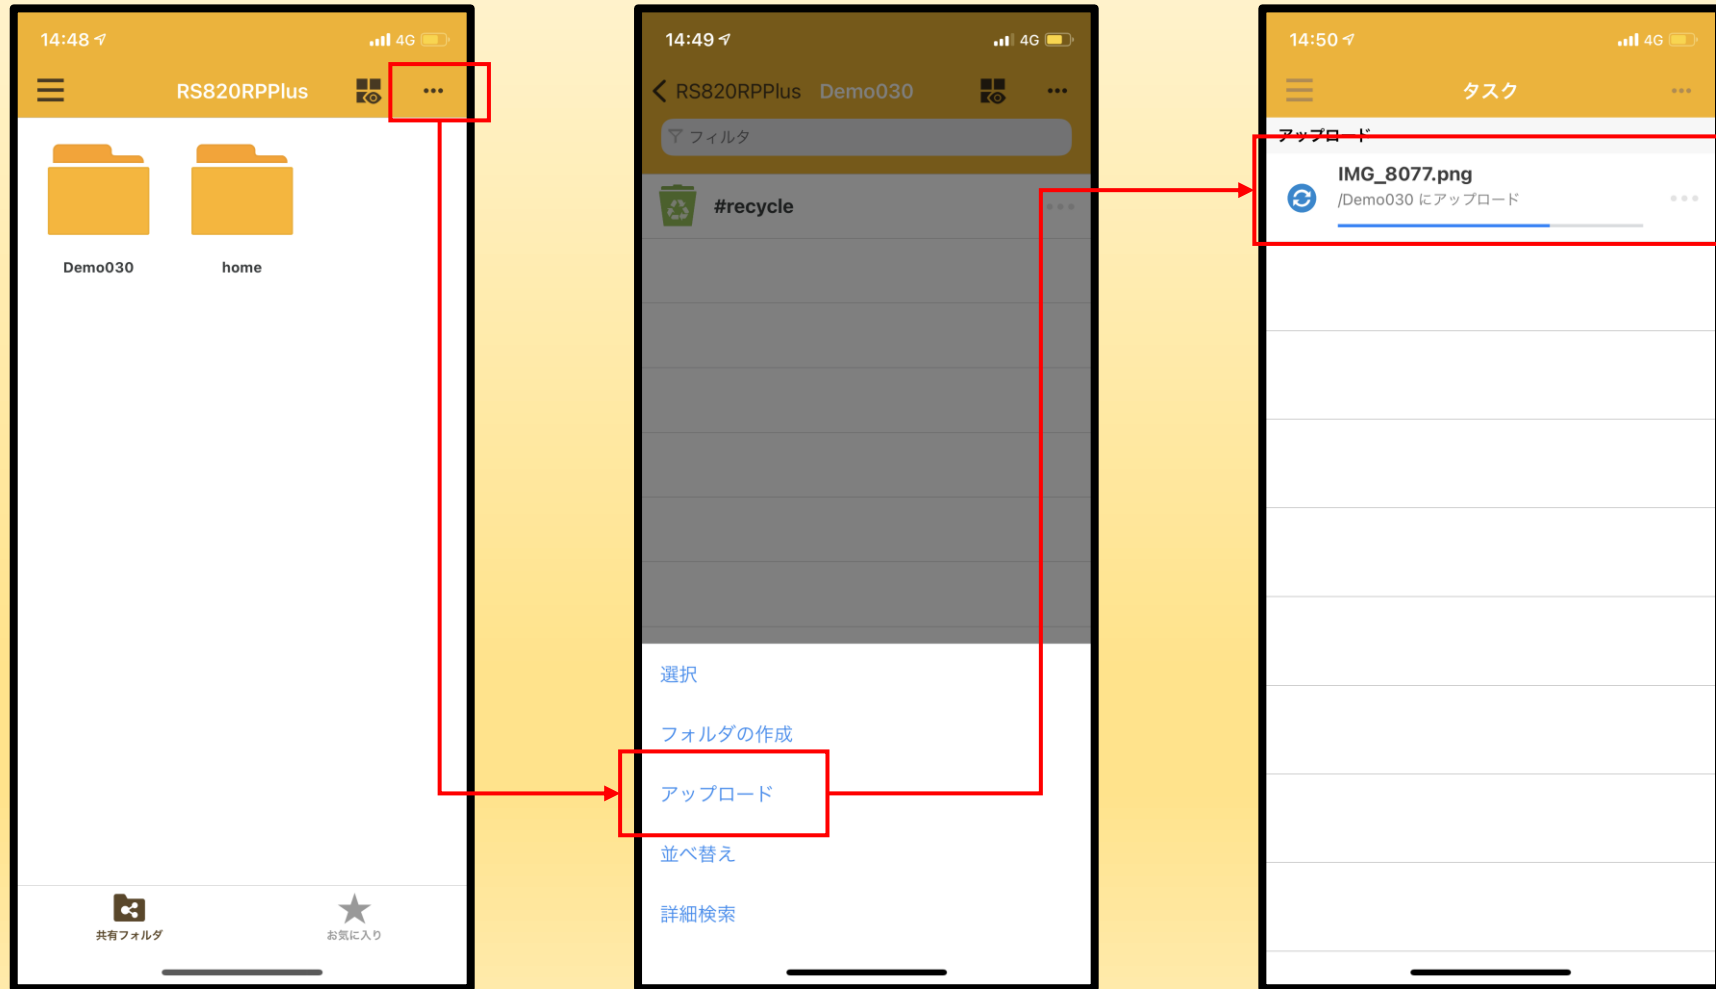 14:48
4G
RS820RPPlus
Demo030
home
共有フォルダ
お気に入り
14:49
4G
RS820RPPlus Demo030
フィルタ
#recycle
選択
フォルダの作成
アップロード
並べ替え
詳細検索
14:50
4G
タスク
アップロード
IMG_8077.png
/Demo030 にアップロード